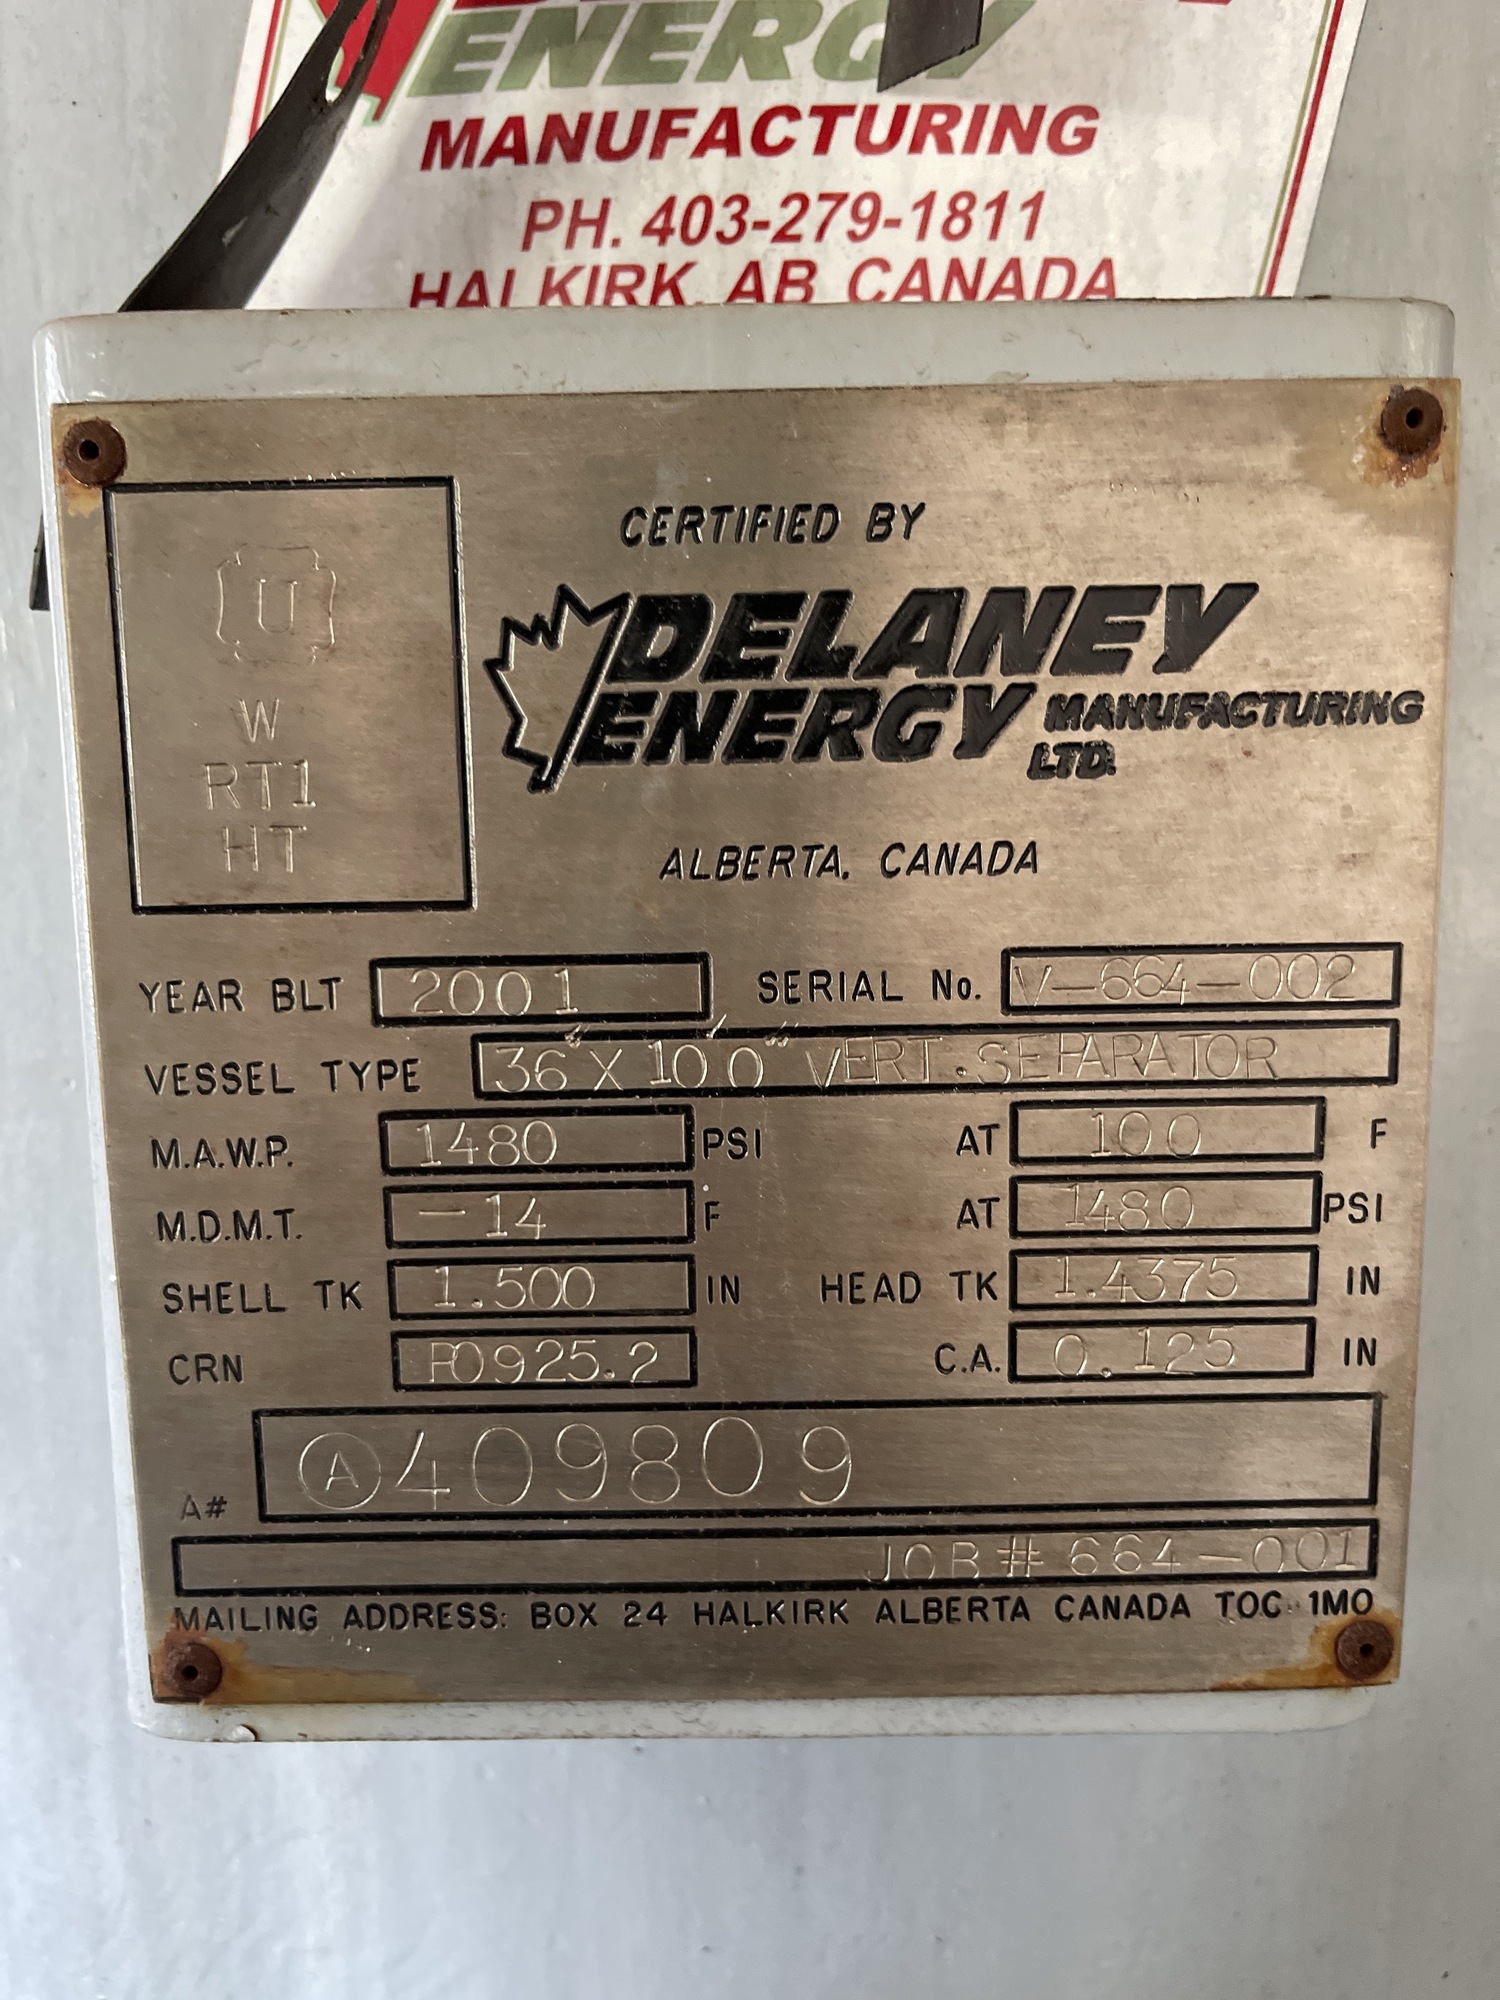 ENERGY
MANUFACTURING
PH. 403-279-1811
HALKIRK, AB CANADA
U
W
RT1
HT
CERTIFIED BY
DELANEY
ENERGY MANUFACTURING
LTD.
ALBERTA, CANADA
YEAR BLT 2001 SERIAL No. V-664-002
VESSEL TYPE 36" X 10'0" VERT. SEPARATOR
M.A.W.P. 1480 PSI AT 100 F
M.D.M.T. -14 F AT 1480 PSI
SHELL TK 1.500 IN HEAD TK 1.4375 IN
CRN P0925.2 C.A. 0.125 IN
A# Ⓐ409809
JOB # 664-001
MAILING ADDRESS: BOX 24 HALKIRK ALBERTA CANADA TOC 1MO